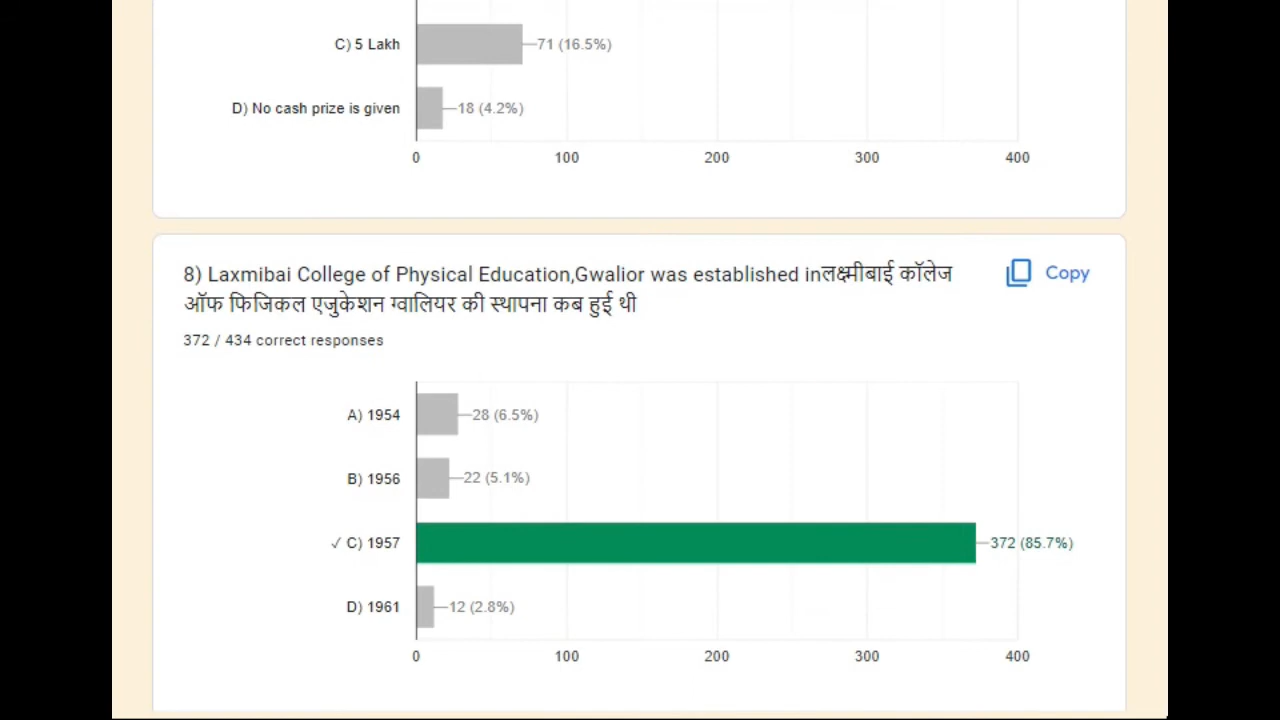 C) 5 Lakh
71 (16.5%)
D) No cash prize is given
18 (4.2%)
0 100 200 300 400
8) Laxmibai College of Physical Education,Gwalior was established inलक्ष्मीबाई कॉलेज
ऑफ फिजिकल एजुकेशन ग्वालियर की स्थापना कब हुई थी
Copy
372 / 434 correct responses
A) 1954
28 (6.5%)
B) 1956
22 (5.1%)
✓ C) 1957
372 (85.7%)
D) 1961
12 (2.8%)
0 100 200 300 400